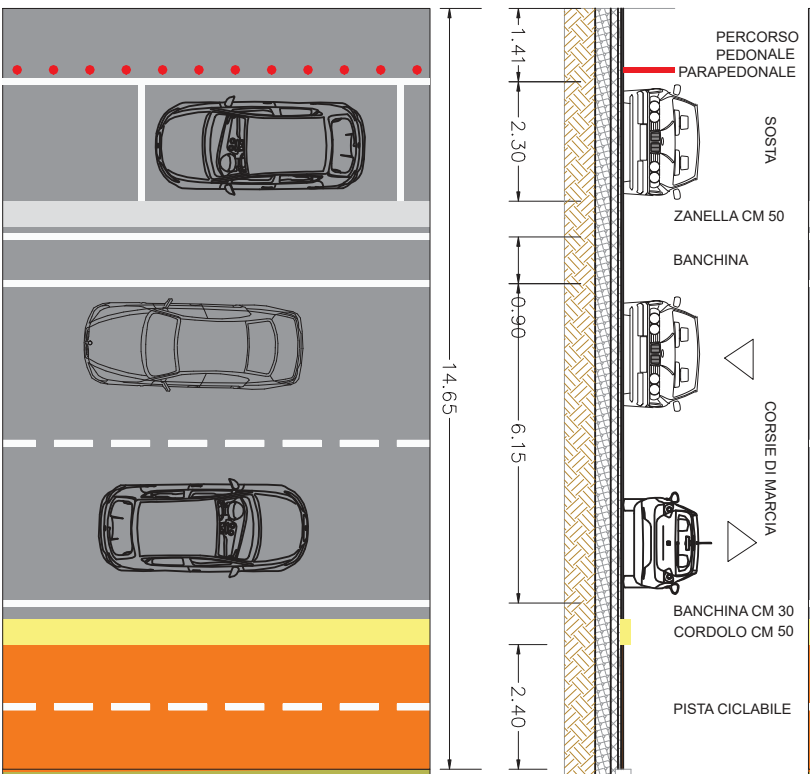 1.41
2.30
0.90
6.15
2.40
14.65
PERCORSO
PEDONALE
PARAPEDONALE
SOSTA
ZANELLA CM 50
BANCHINA
CORSIE DI MARCIA
BANCHINA CM 30
CORDOLO CM 50
PISTA CICLABILE